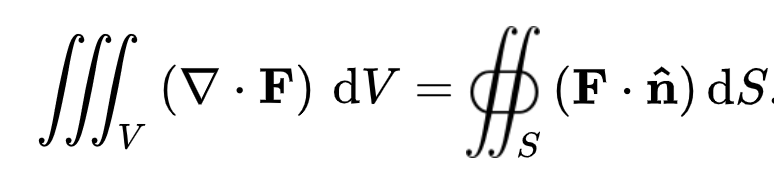 ∭_V (∇ · 𝐅) dV = ∯_S (𝐅 · 𝐧̂) dS.